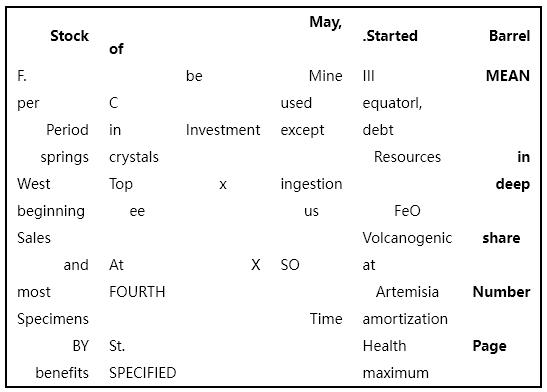 Stock of May, .Started Barrel
F. be Mine III MEAN
per C used equatorl,
Period in Investment except debt
springs crystals Resources in
West Top x ingestion deep
beginning ee us FeO
Sales Volcanogenic share
and At X SO at
most FOURTH Artemisia Number
Specimens Time amortization
BY St. Health Page
benefits SPECIFIED maximum